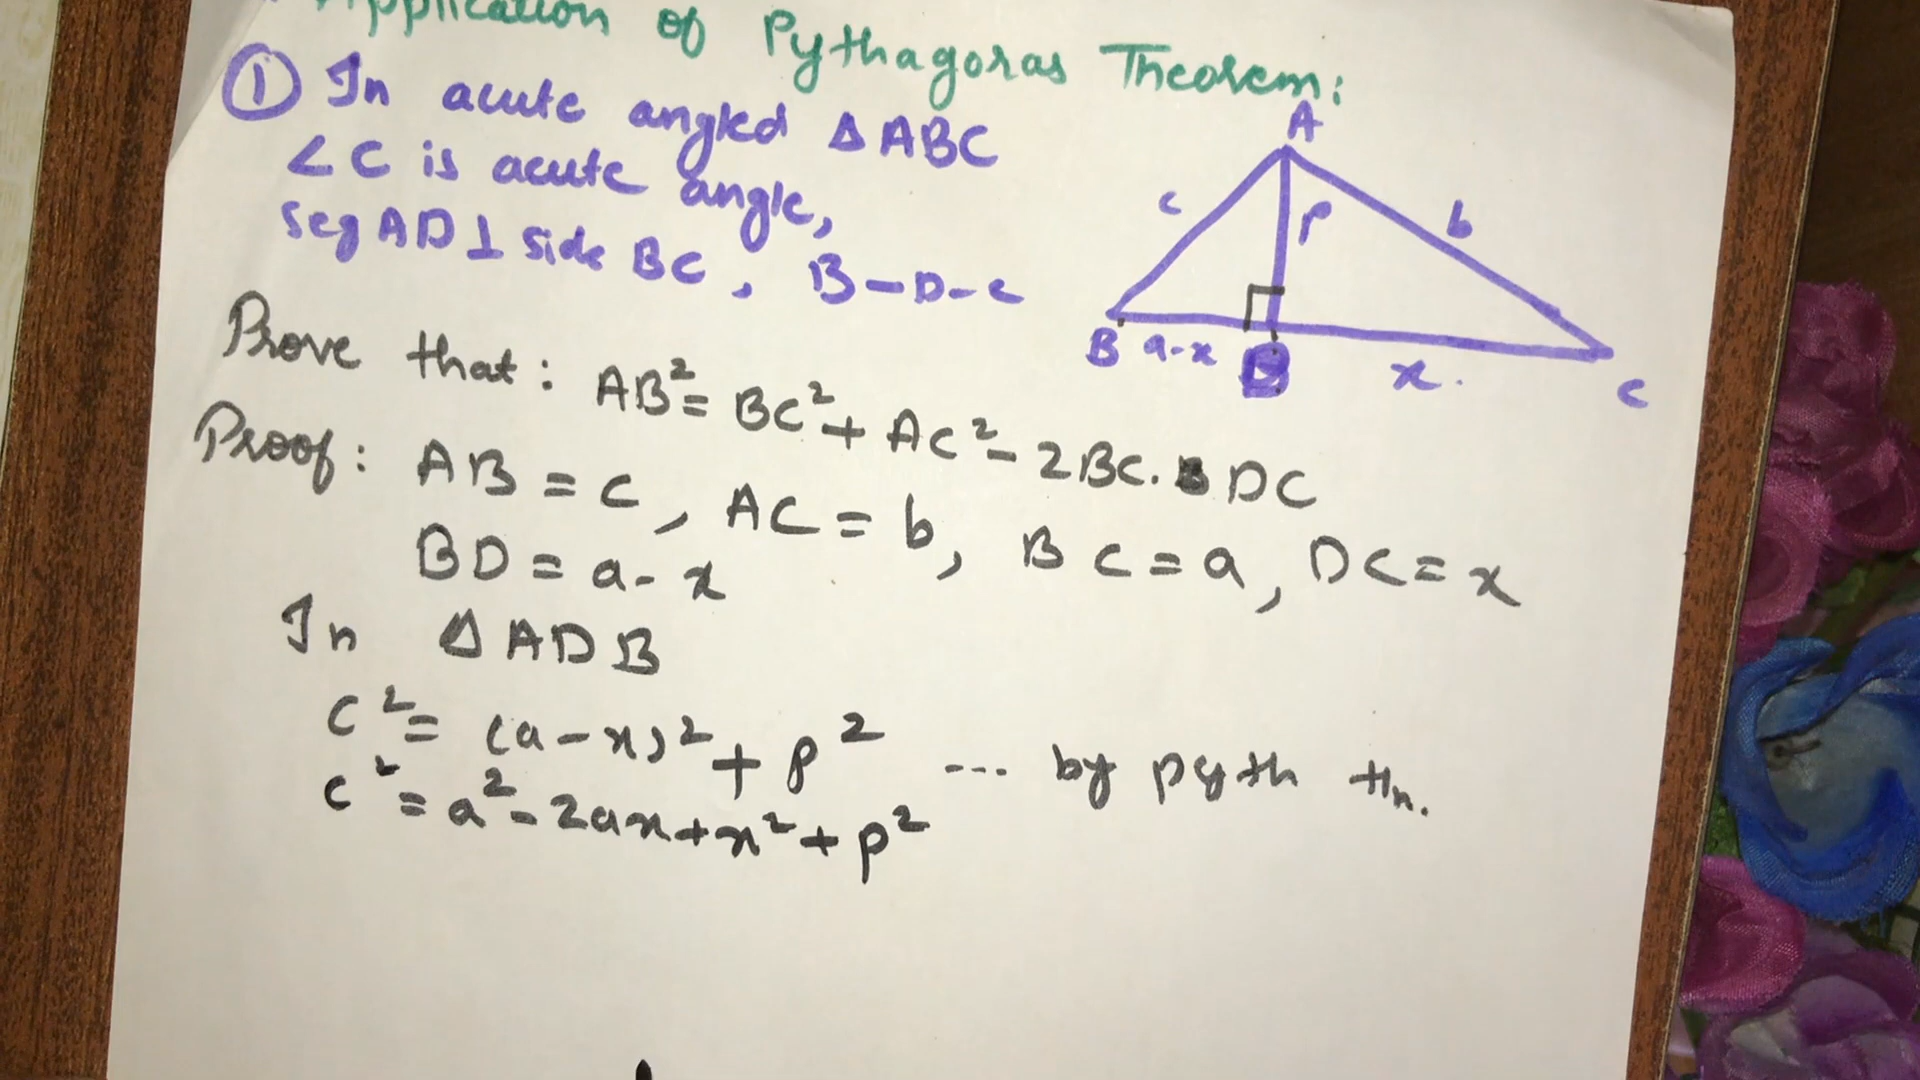 Application of Pythagoras Theorem:
① In acute angled △ABC
∠C is acute angle,
seg AD ⊥ side BC, B-D-C
A
c
p
b
B a-x D x. C
Prove that: AB² = BC² + AC² - 2BC. DC
Proof: AB = c, AC = b, BC = a, DC = x
BD = a - x
In △ADB
c² = (a-x)² + p² ... by pyth thm.
c² = a² - 2ax + x² + p²